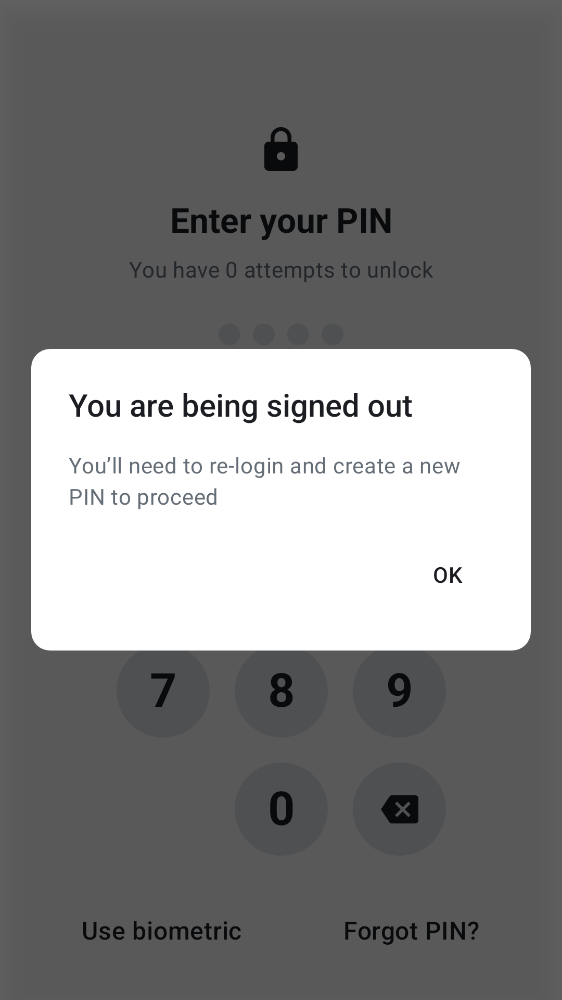 Enter your PIN
You have 0 attempts to unlock
You are being signed out
You’ll need to re-login and create a new
PIN to proceed
OK
7 8 9
0
Use biometric Forgot PIN?